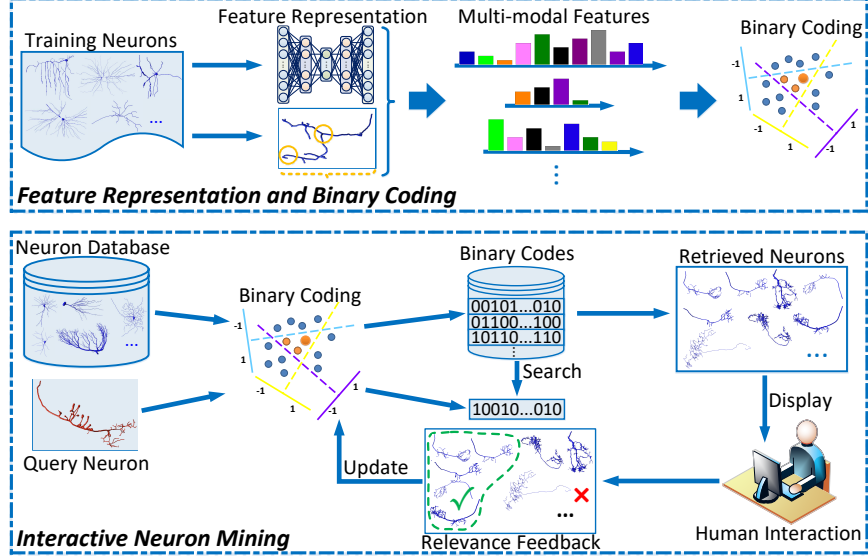 Feature Representation
Multi-modal Features
Binary Coding
Training Neurons
...
-1
1
-1
1
-1
1
Feature Representation and Binary Coding
Neuron Database
Binary Codes
Retrieved Neurons
Binary Coding
00101...010
01100...100
10110...110
...
-1
1
-1
1
-1
1
Search
10010...010
...
Display
Query Neuron
Update
...
Relevance Feedback
Human Interaction
Interactive Neuron Mining